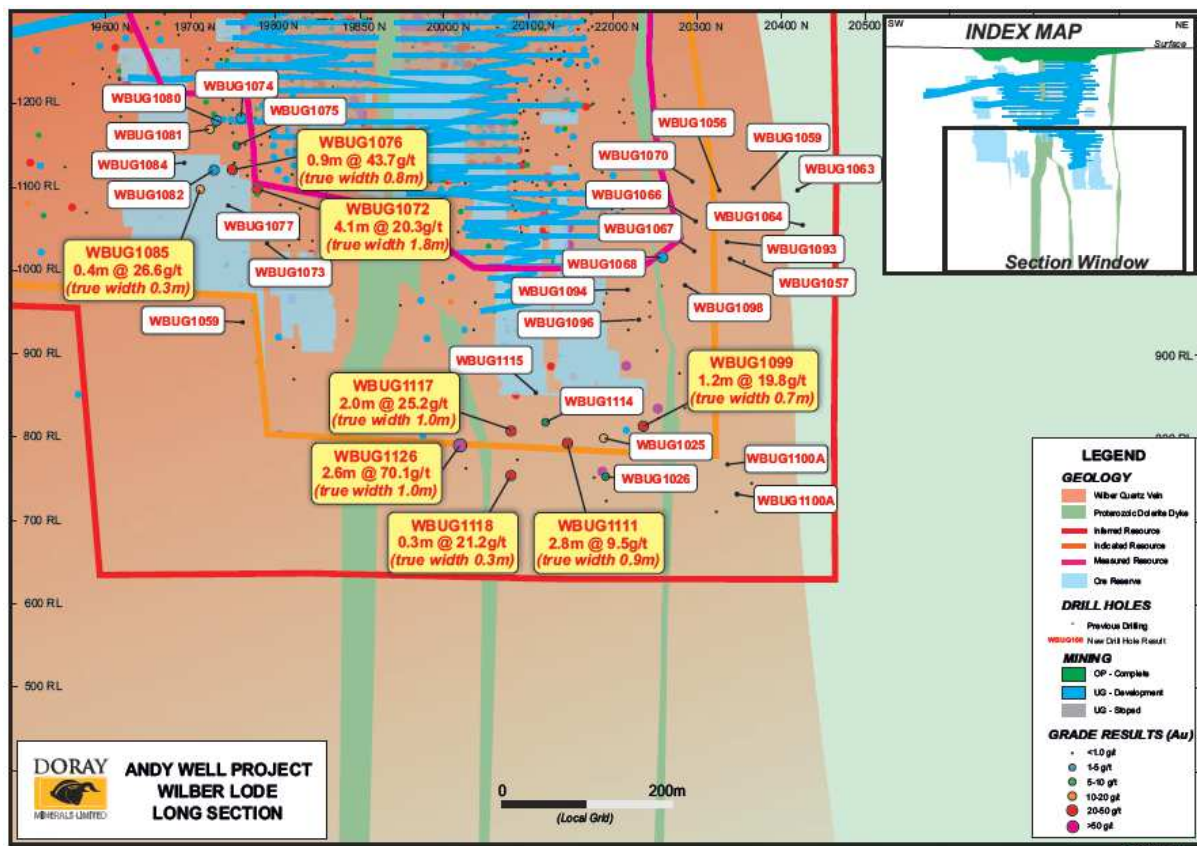 19600 N
19700 N
19800 N
19850 N
20000 N
20100 N
22000 N
20300 N
20400 N
20500 N
SW
NE
INDEX MAP
Surface
Section Window
1200 RL
1100 RL
1000 RL
900 RL
800 RL
700 RL
600 RL
500 RL
900 RL
WBUG1080
WBUG1074
WBUG1075
WBUG1081
WBUG1084
WBUG1082
WBUG1076
0.9m @ 43.7g/t
(true width 0.8m)
WBUG1072
4.1m @ 20.3g/t
(true width 1.8m)
WBUG1085
0.4m @ 26.6g/t
(true width 0.3m)
WBUG1077
WBUG1073
WBUG1059
WBUG1056
WBUG1059
WBUG1070
WBUG1063
WBUG1066
WBUG1064
WBUG1067
WBUG1093
WBUG1068
WBUG1057
WBUG1094
WBUG1098
WBUG1096
WBUG1115
WBUG1099
1.2m @ 19.8g/t
(true width 0.7m)
WBUG1117
2.0m @ 25.2g/t
(true width 1.0m)
WBUG1114
WBUG1126
2.6m @ 70.1g/t
(true width 1.0m)
WBUG1025
WBUG1026
WBUG1100A
WBUG1100A
WBUG1118
0.3m @ 21.2g/t
(true width 0.3m)
WBUG1111
2.8m @ 9.5g/t
(true width 0.9m)
LEGEND
GEOLOGY
Wilber Quartz Vein
Proterozoic Dolerite Dyke
Inferred Resource
Indicated Resource
Measured Resource
Ore Reserve
DRILL HOLES
Previous Drilling
New Drill Hole Result
MINING
OP - Complete
UG - Development
UG - Stoped
GRADE RESULTS (Au)
<1.0 g/t
1-5 g/t
5-10 g/t
10-20 g/t
20-50 g/t
>50 g/t
DORAY
MINERALS LIMITED
ANDY WELL PROJECT
WILBER LODE
LONG SECTION
0
200m
(Local Grid)